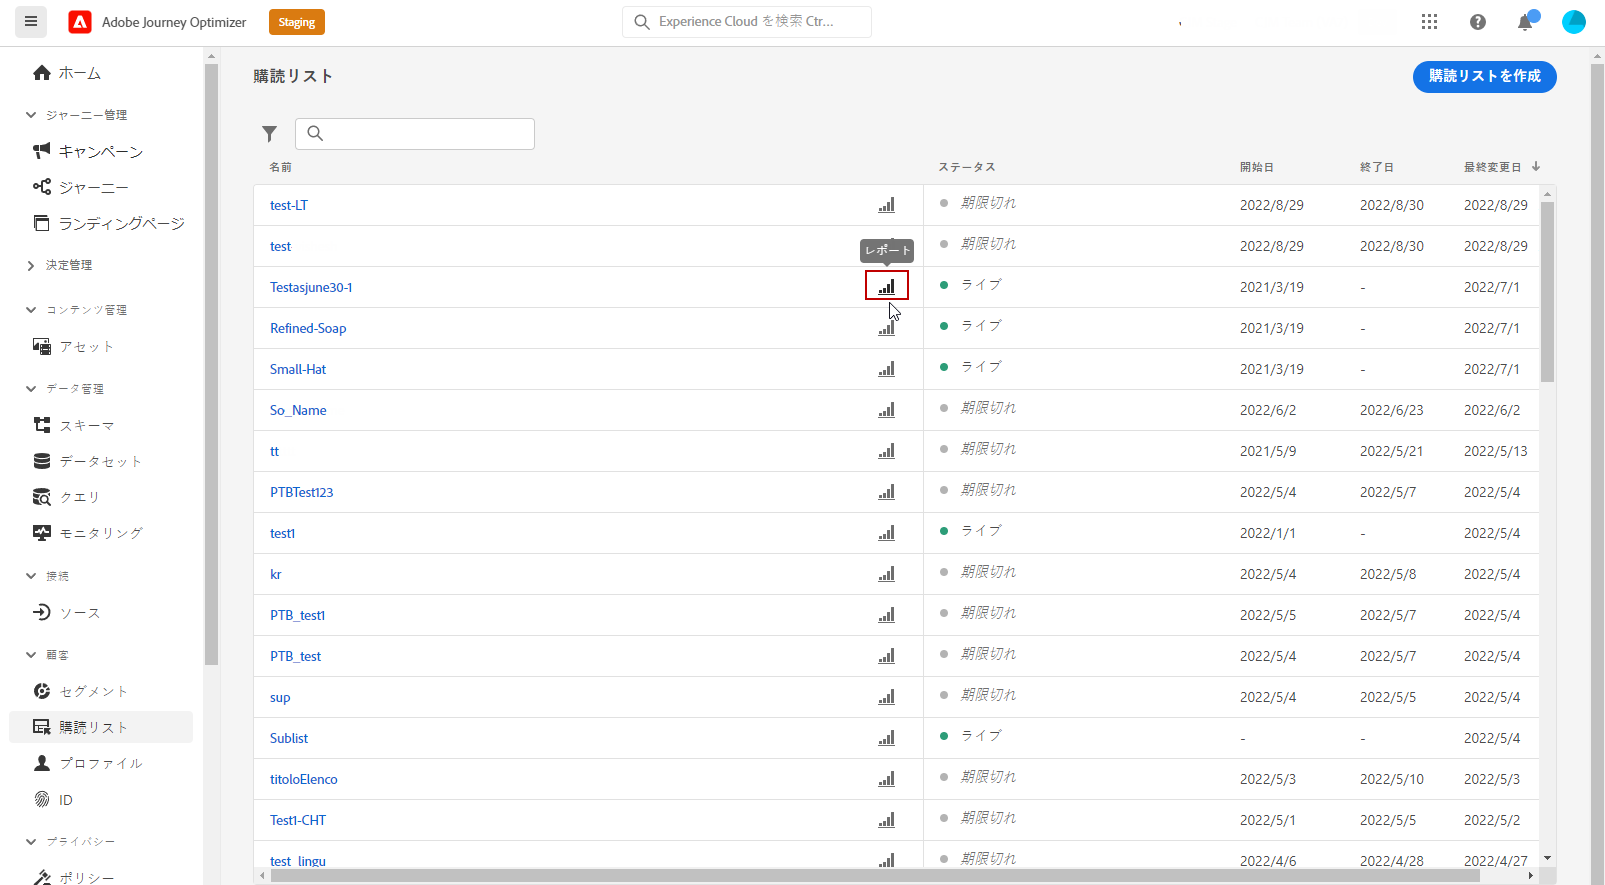 Adobe Journey Optimizer
Staging
Experience Cloud を検索 Ctr...
ホーム
ジャーニー管理
キャンペーン
ジャーニー
ランディングページ
決定管理
コンテンツ管理
アセット
データ管理
スキーマ
データセット
クエリ
モニタリング
接続
ソース
顧客
セグメント
購読リスト
プロファイル
ID
プライバシー
ポリシー
購読リスト
購読リストを作成
名前 ステータス 開始日 終了日 最終変更日
test-LT 期限切れ 2022/8/29 2022/8/30 2022/8/29
test 期限切れ 2022/8/29 2022/8/30 2022/8/29
レポート
Testasjune30-1 ライブ 2021/3/19 - 2022/7/1
Refined-Soap ライブ 2021/3/19 - 2022/7/1
Small-Hat ライブ 2021/3/19 - 2022/7/1
So_Name 期限切れ 2022/6/2 2022/6/23 2022/6/2
tt 期限切れ 2021/5/9 2022/5/21 2022/5/13
PTBTest123 期限切れ 2022/5/4 2022/5/7 2022/5/4
test1 ライブ 2022/1/1 - 2022/5/4
kr 期限切れ 2022/5/4 2022/5/8 2022/5/4
PTB_test1 期限切れ 2022/5/5 2022/5/7 2022/5/4
PTB_test 期限切れ 2022/5/4 2022/5/7 2022/5/4
sup 期限切れ 2022/5/4 2022/5/5 2022/5/4
Sublist ライブ - - 2022/5/4
titoloElenco 期限切れ 2022/5/3 2022/5/10 2022/5/3
Test1-CHT 期限切れ 2022/5/1 2022/5/5 2022/5/2
test_lingu 期限切れ 2022/4/6 2022/4/28 2022/4/27